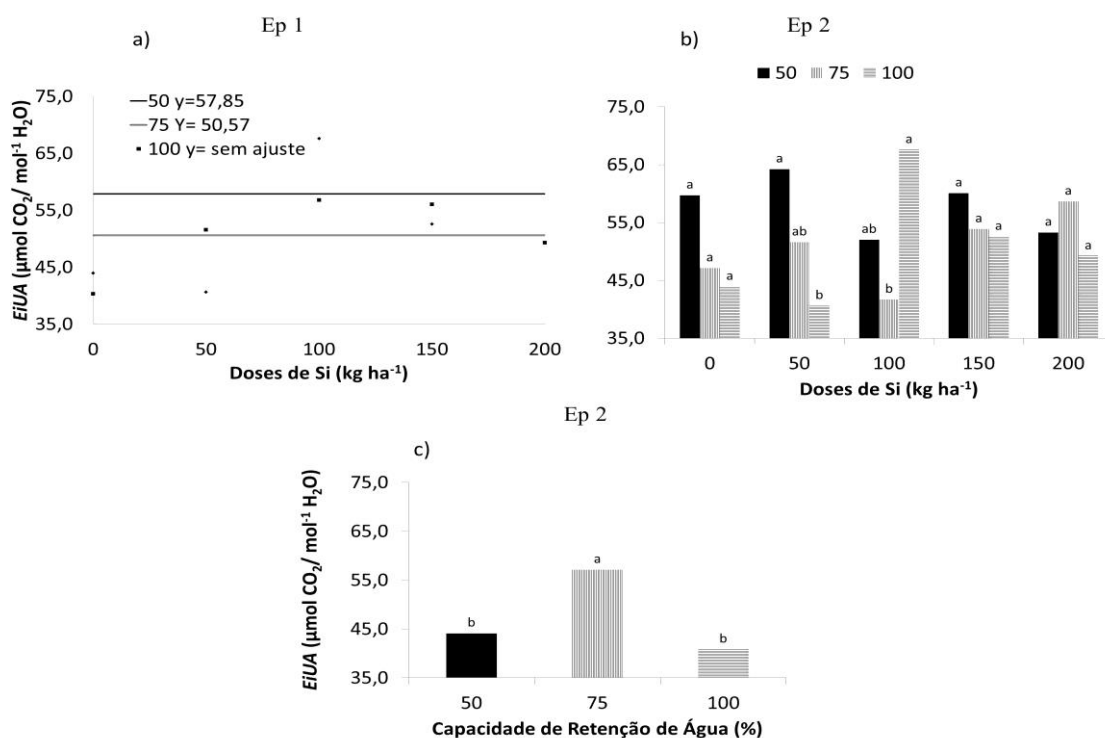 Ep 1
a)
75,0
65,0
55,0
45,0
35,0
EiUA (µmol CO₂/ mol⁻¹ H₂O)
50 y=57,85
75 Y= 50,57
100 y= sem ajuste
0 50 100 150 200
Doses de Si (kg ha⁻¹)
Ep 2
b)
50 75 100
75,0
65,0
55,0
45,0
35,0
a a a
a ab b
ab b a
a a a
a a a
0 50 100 150 200
Doses de Si (kg ha⁻¹)
Ep 2
c)
75,0
65,0
55,0
45,0
35,0
EiUA (µmol CO₂/ mol⁻¹ H₂O)
b a b
50 75 100
Capacidade de Retenção de Água (%)